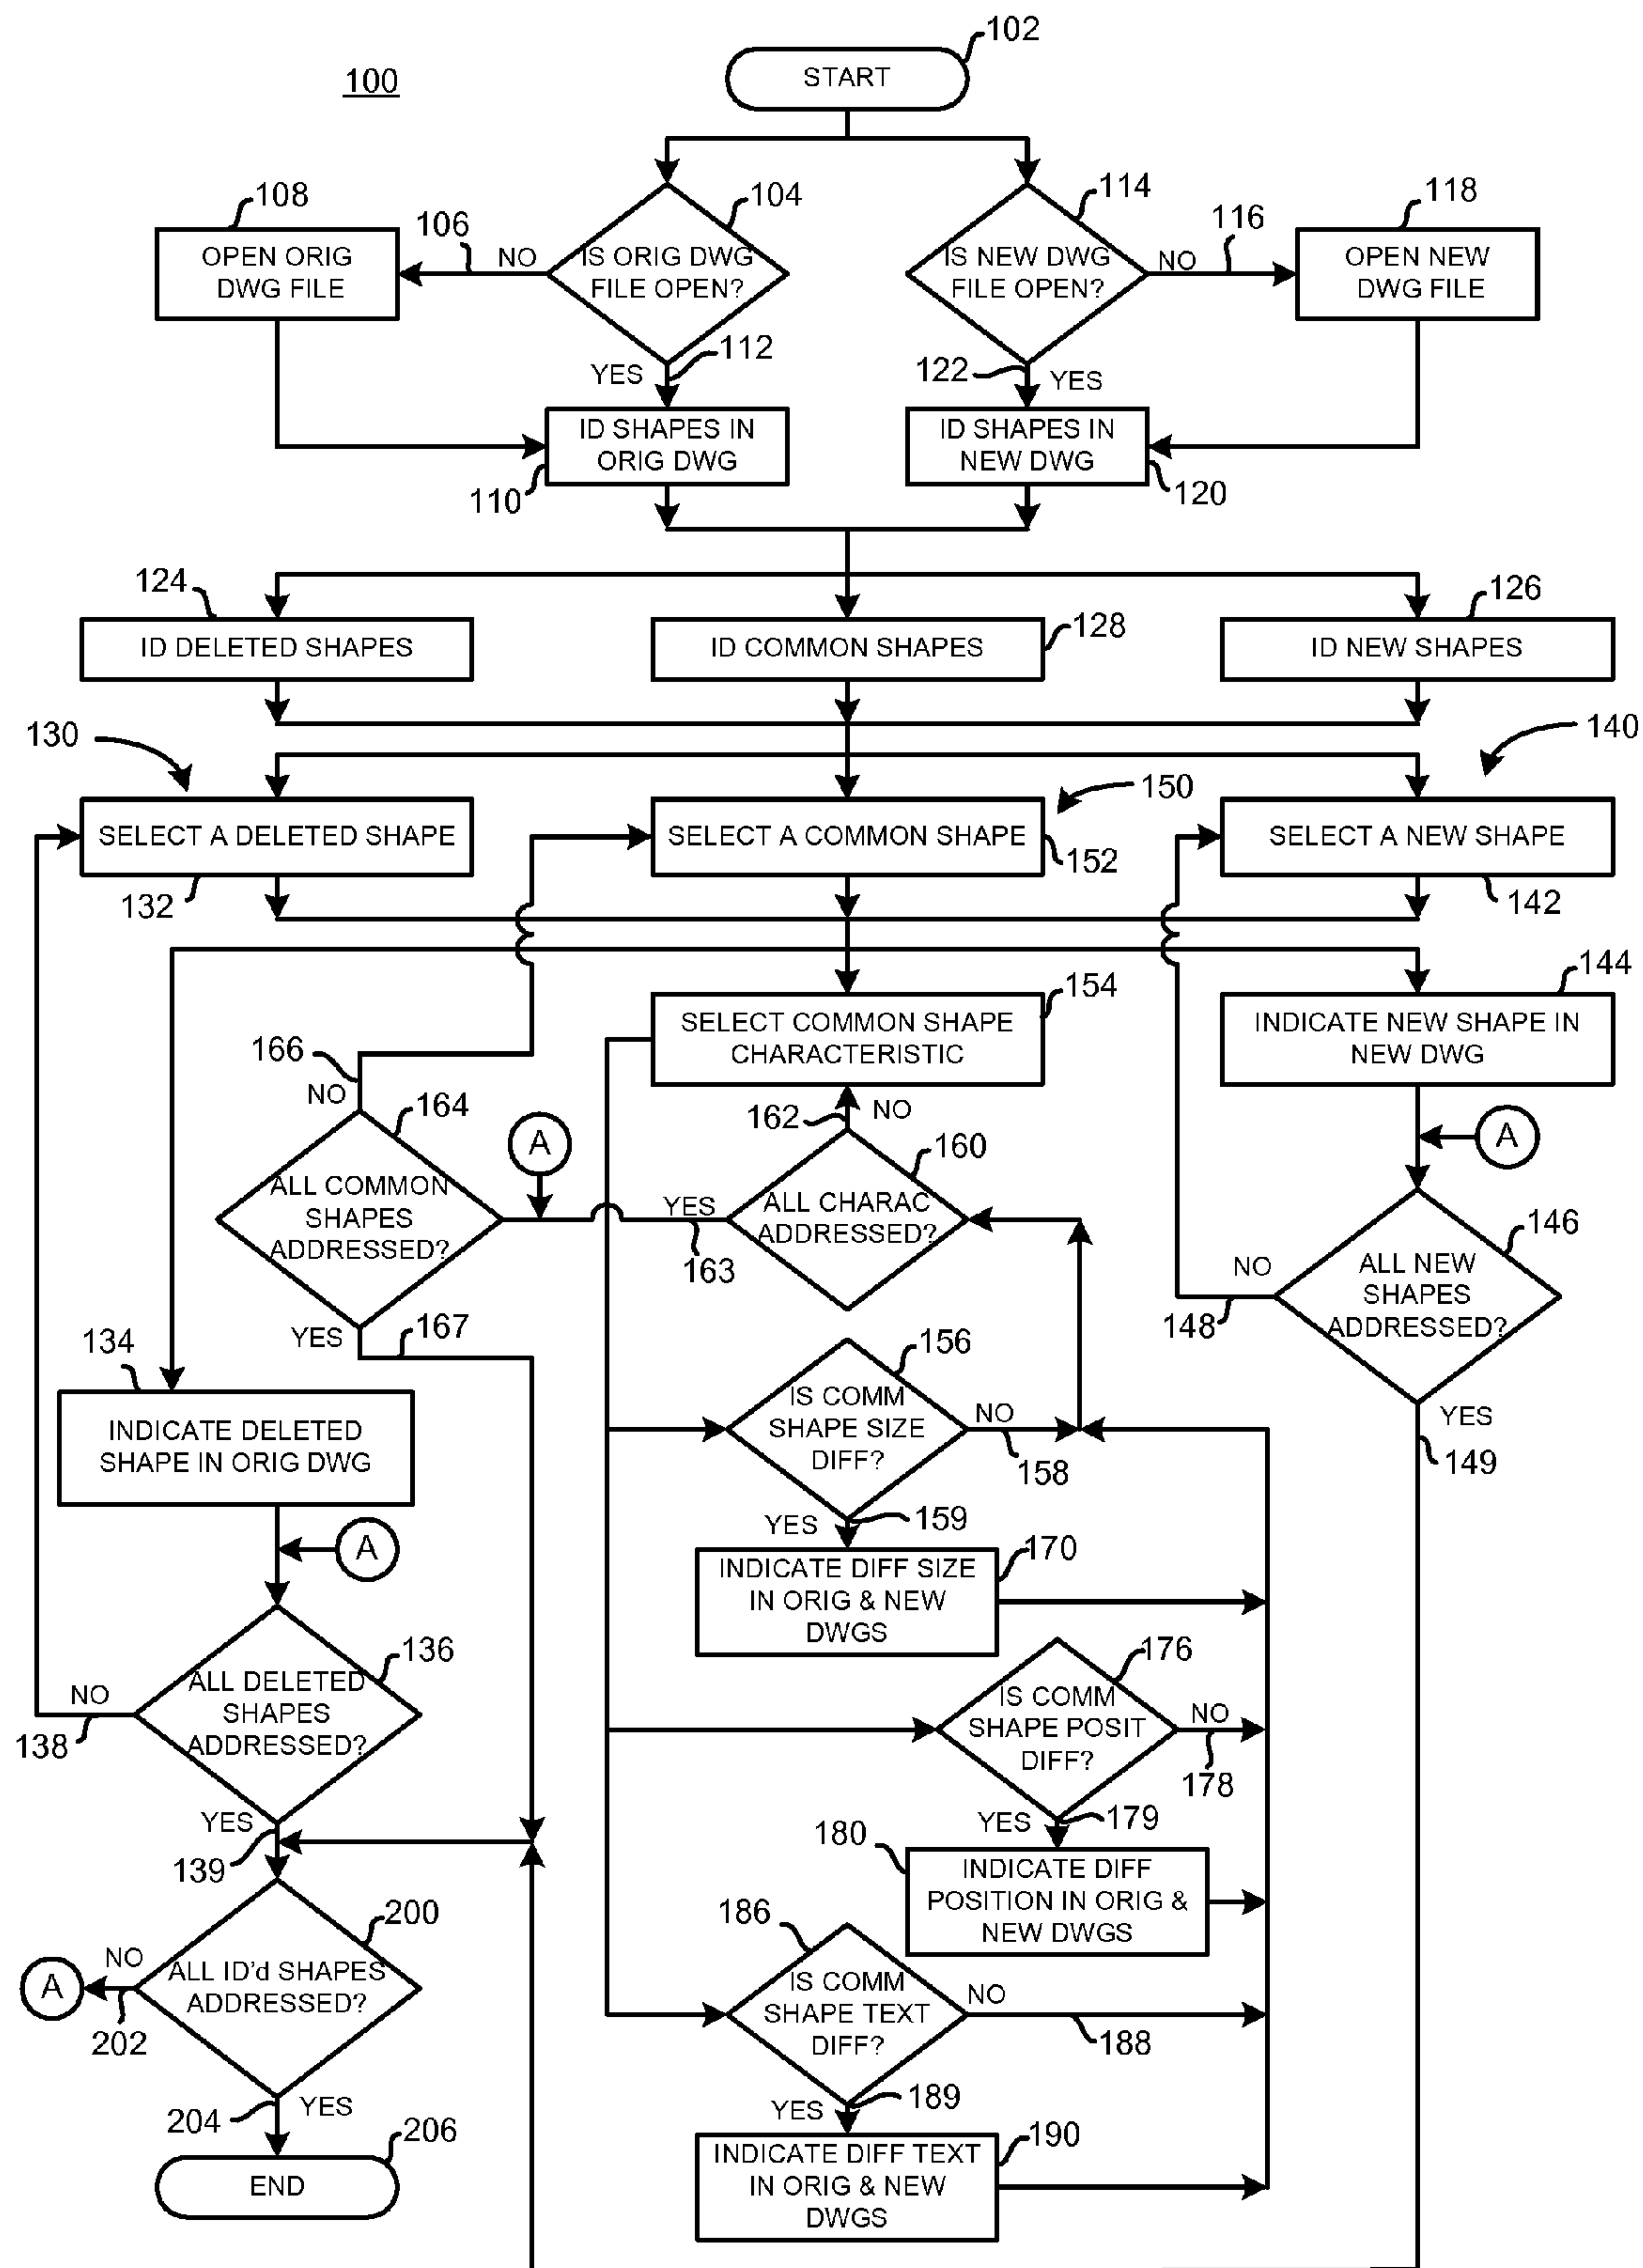 102
100
START
108
104
114
118
106
116
OPEN ORIG
DWG FILE
NO
IS ORIG DWG
FILE OPEN?
IS NEW DWG
FILE OPEN?
NO
OPEN NEW
DWG FILE
112
YES
122
YES
ID SHAPES IN
ORIG DWG
ID SHAPES IN
NEW DWG
110
120
124
126
128
ID DELETED SHAPES
ID COMMON SHAPES
ID NEW SHAPES
130
140
150
SELECT A DELETED SHAPE
SELECT A COMMON SHAPE
SELECT A NEW SHAPE
152
132
142
144
154
SELECT COMMON SHAPE
CHARACTERISTIC
INDICATE NEW SHAPE IN
NEW DWG
166
NO
164
162
NO
A
160
A
ALL COMMON
SHAPES
ADDRESSED?
YES
163
ALL CHARAC
ADDRESSED?
146
NO
148
ALL NEW
SHAPES
ADDRESSED?
YES
167
134
156
YES
149
INDICATE DELETED
SHAPE IN ORIG DWG
IS COMM
SHAPE SIZE
DIFF?
NO
158
YES
159
A
170
INDICATE DIFF SIZE
IN ORIG & NEW
DWGS
136
176
NO
138
ALL DELETED
SHAPES
ADDRESSED?
IS COMM
SHAPE POSIT
DIFF?
NO
178
YES
139
YES
179
180
INDICATE DIFF
POSITION IN ORIG &
NEW DWGS
200
186
NO
A
202
ALL ID'd SHAPES
ADDRESSED?
IS COMM
SHAPE TEXT
DIFF?
NO
188
204
YES
YES
189
206
190
END
INDICATE DIFF TEXT
IN ORIG & NEW
DWGS